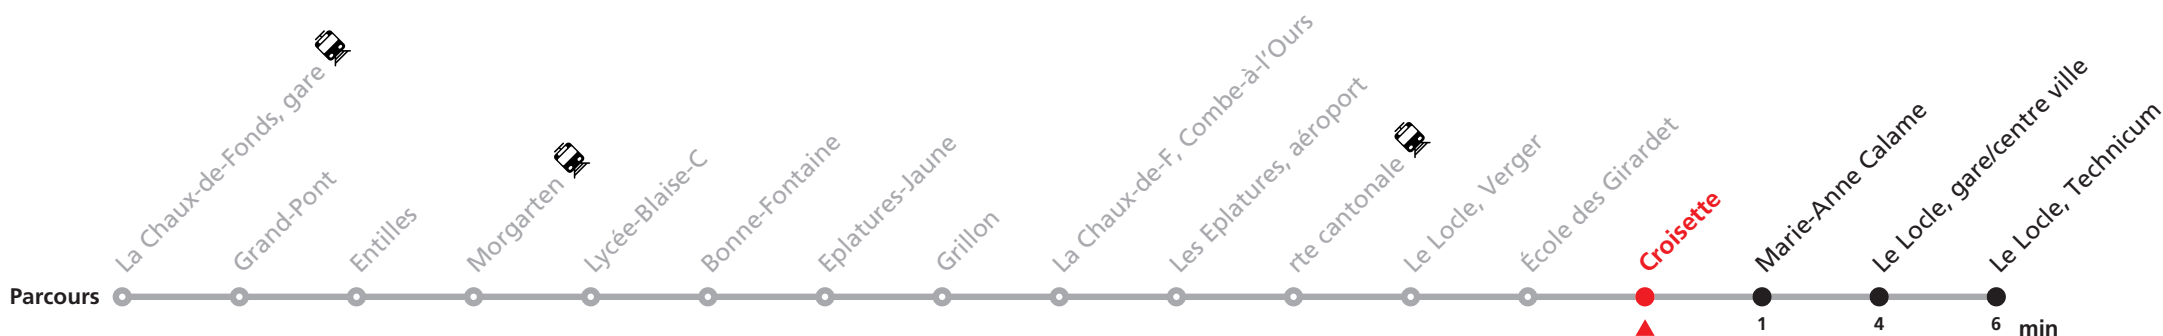 La Chaux-de-Fonds, gare
Grand-Pont
Entilles
Morgarten
Lycée-Blaise-C
Bonne-Fontaine
Eplatures-Jaune
Grillon
La Chaux-de-F, Combe-à-l'Ours
Les Eplatures, aéroport
rte cantonale
Le Locle, Verger
École des Girardet
Croisette
Marie-Anne Calame
Le Locle, gare/centre ville
Le Locle, Technicum
Parcours
1 4 6 min